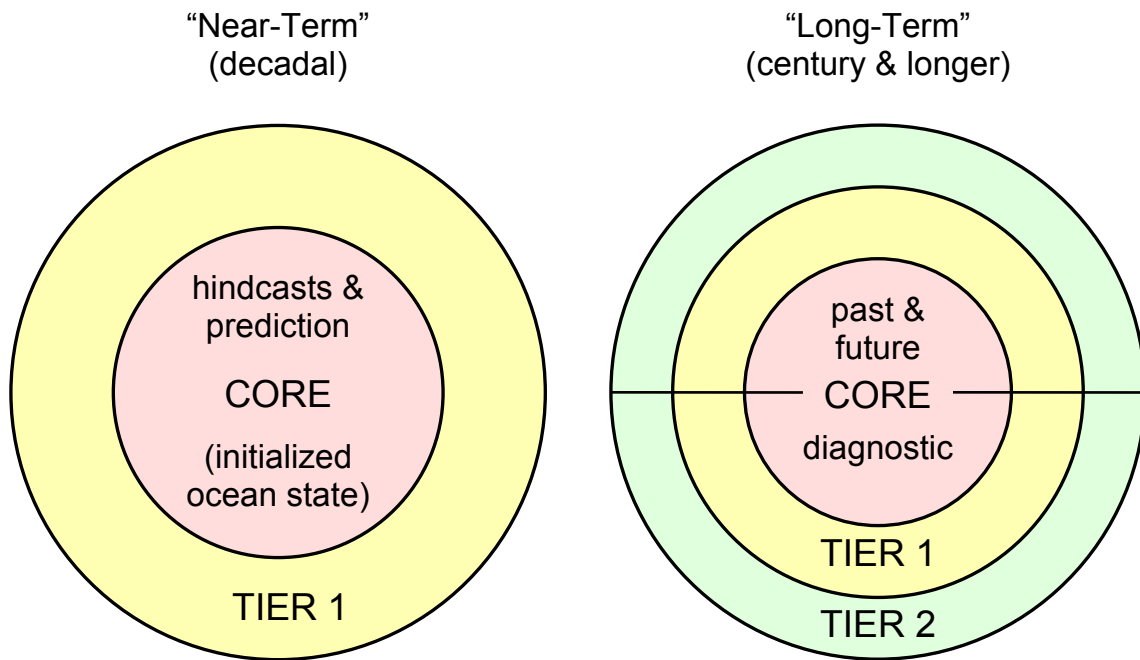 “Near-Term”
(decadal)
hindcasts &
prediction
CORE
(initialized
ocean state)
TIER 1
“Long-Term”
(century & longer)
past &
future
CORE
diagnostic
TIER 1
TIER 2